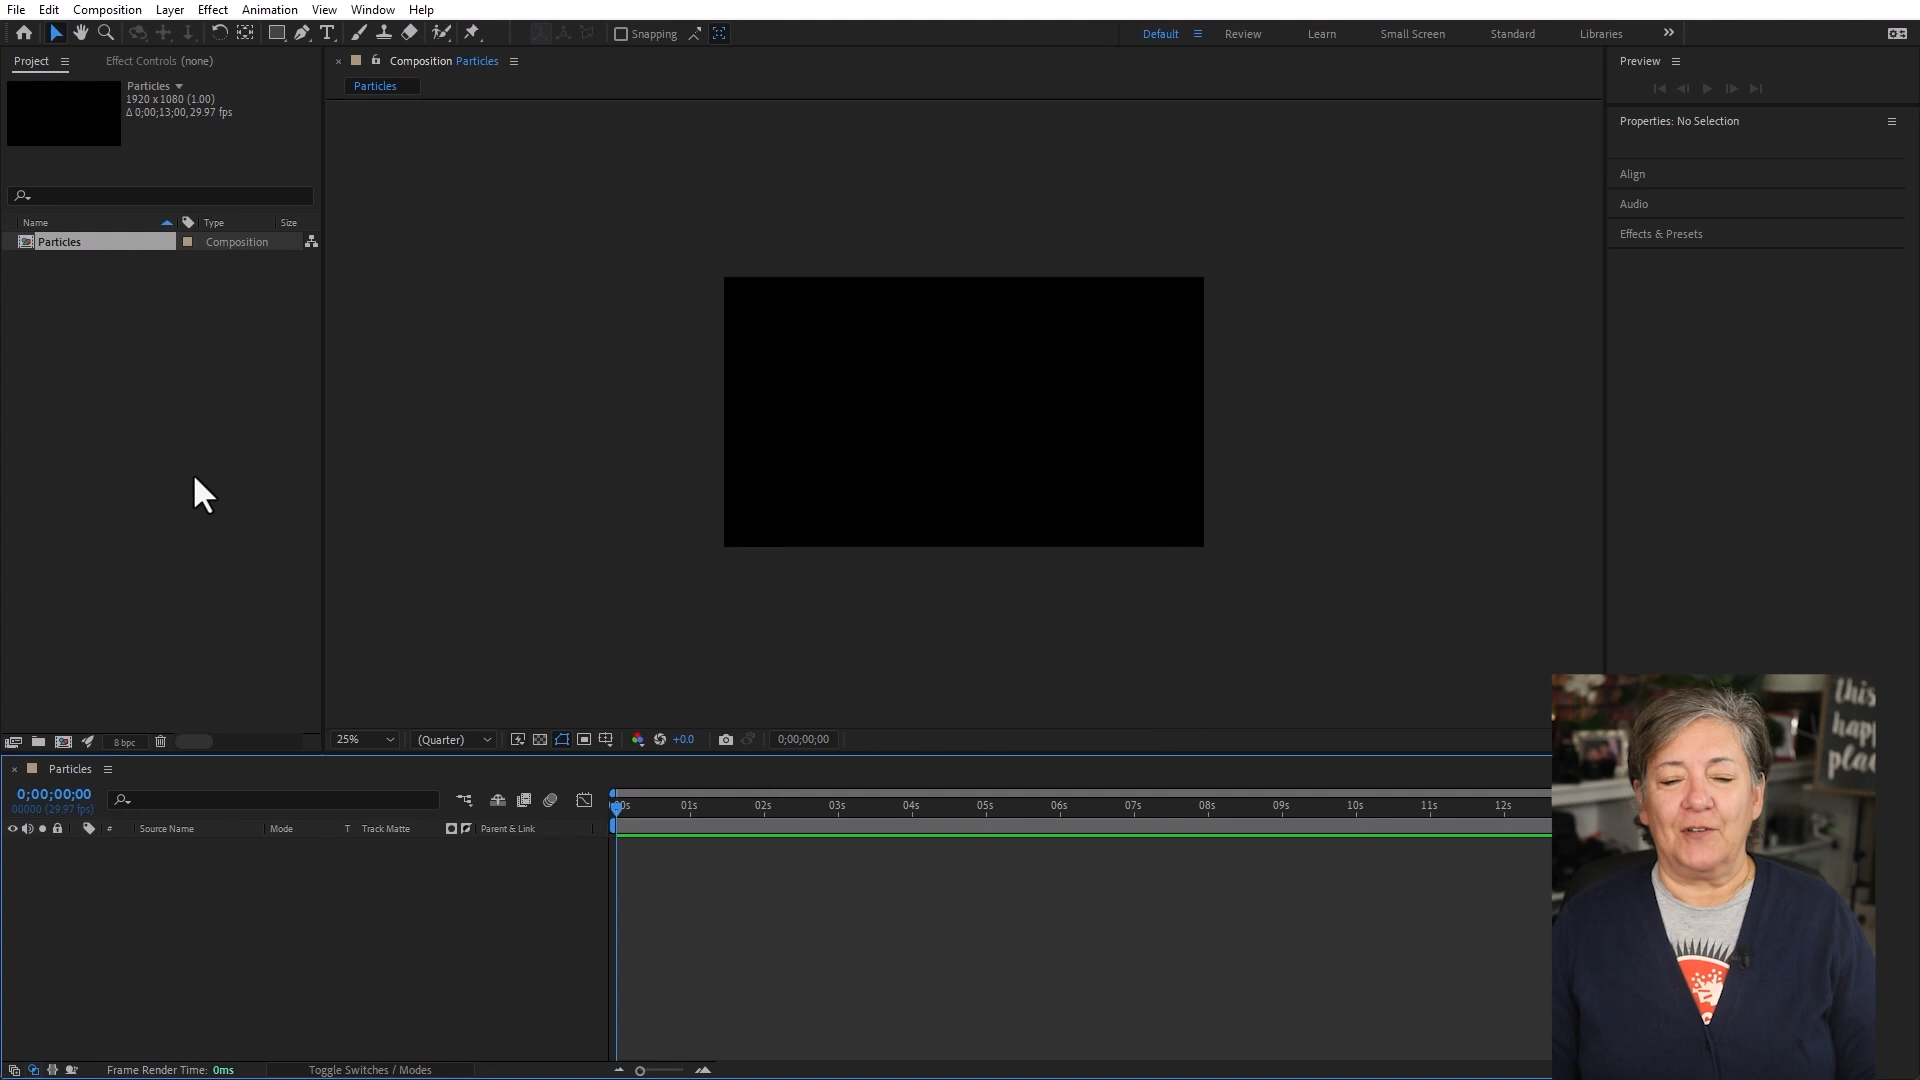 File Edit Composition Layer Effect Animation View Window Help
Snapping
Default Review Learn Small Screen Standard Libraries
Project Effect Controls (none)
Composition Particles
Preview
Particles
Particles
1920 x 1080 (1.00)
Δ 0;00;13;00, 29.97 fps
Properties: No Selection
Align
Audio
Effects & Presets
Name Type Size
Particles Composition
8 bpc
25% (Quarter) +0.0 0;00;00;00
Particles
0;00;00;00
00000 (29.97 fps)
01s 02s 03s 04s 05s 06s 07s 08s 09s 10s 11s 12s
# Source Name Mode T Track Matte Parent & Link
Frame Render Time: 0ms Toggle Switches / Modes
this